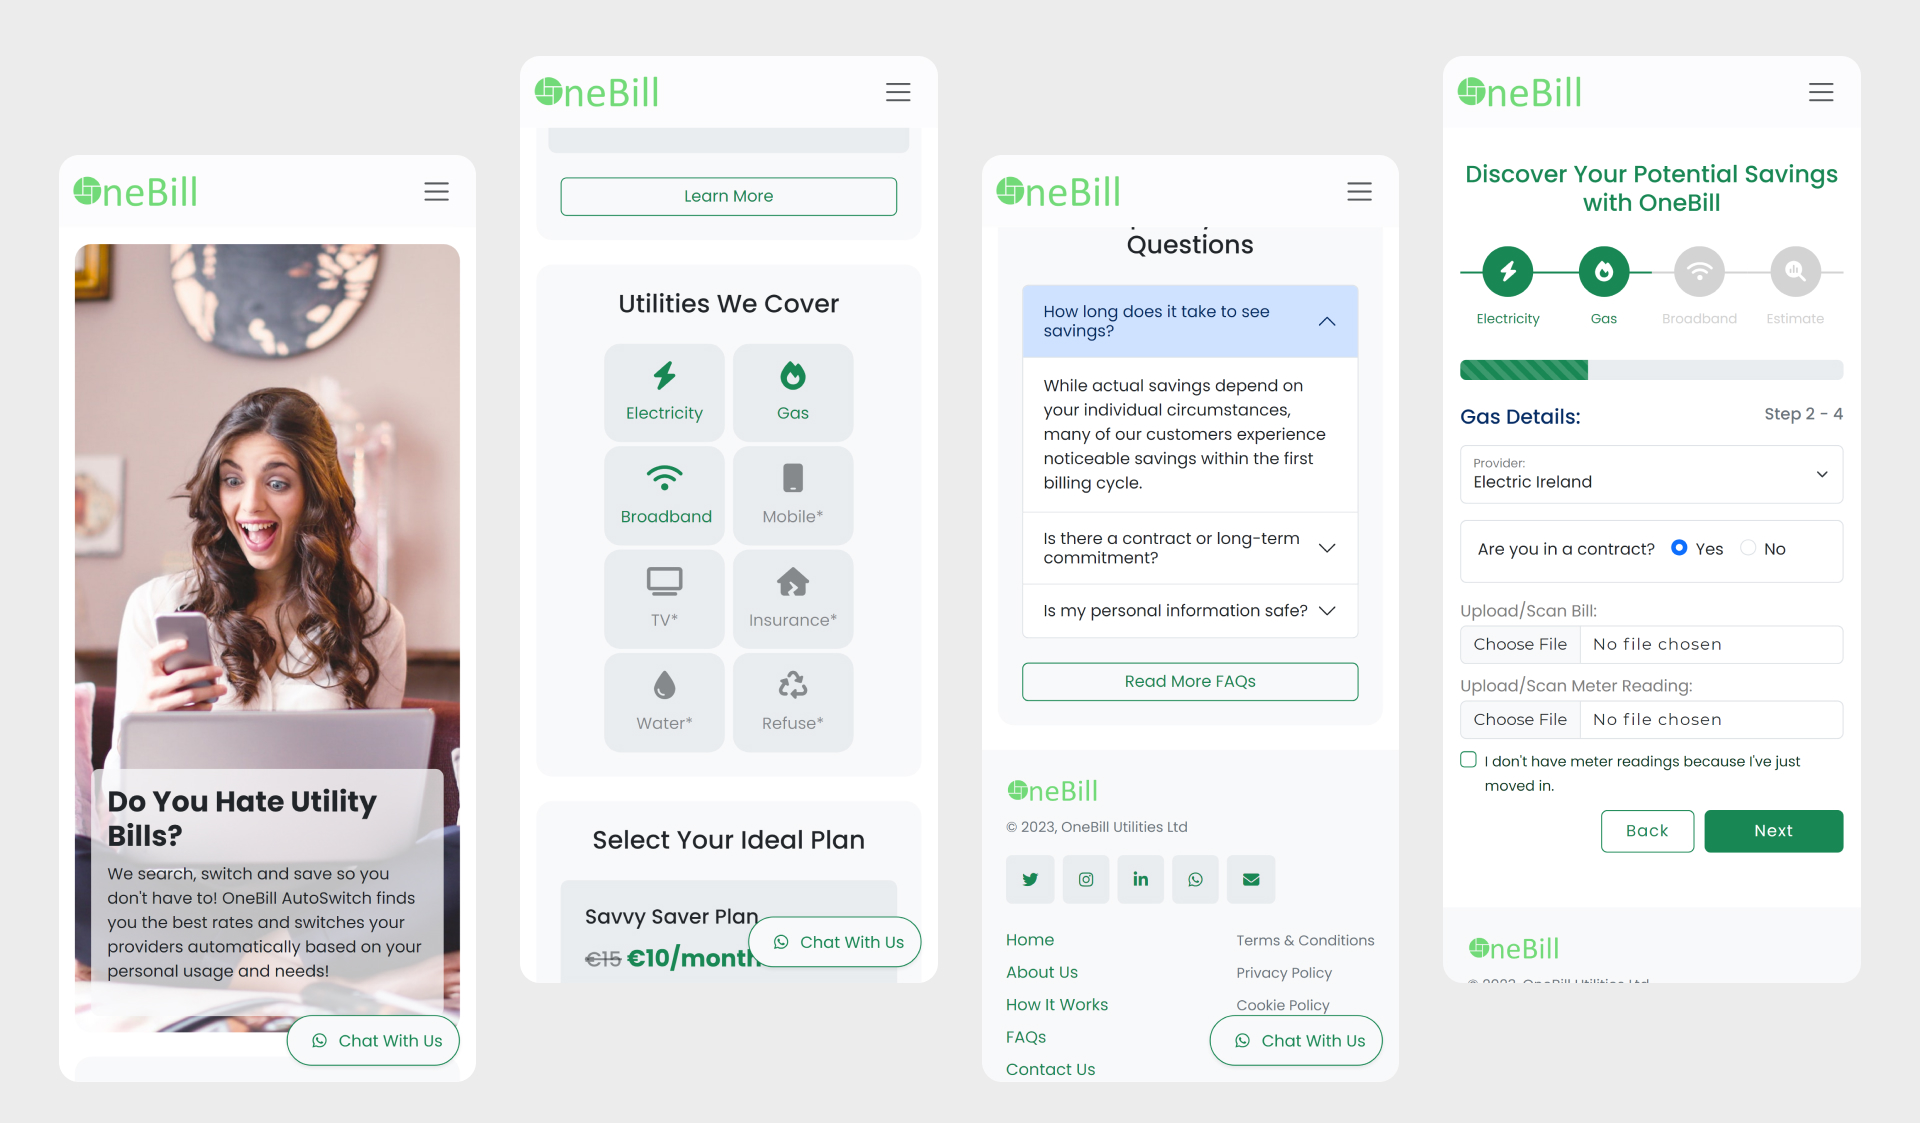 OneBill
Do You Hate Utility
Bills?
We search, switch and save so you
don't have to! OneBill AutoSwitch finds
you the best rates and switches your
providers automatically based on your
personal usage and needs!
Chat With Us
OneBill
Learn More
Utilities We Cover
Electricity
Gas
Broadband
Mobile*
TV*
Insurance*
Water*
Refuse*
Select Your Ideal Plan
Savvy Saver Plan
€15 €10/month
Chat With Us
OneBill
Questions
How long does it take to see
savings?
While actual savings depend on
your individual circumstances,
many of our customers experience
noticeable savings within the first
billing cycle.
Is there a contract or long-term
commitment?
Is my personal information safe?
Read More FAQs
OneBill
© 2023, OneBill Utilities Ltd
Home
About Us
How It Works
FAQs
Contact Us
Terms & Conditions
Privacy Policy
Cookie Policy
Chat With Us
OneBill
Discover Your Potential Savings
with OneBill
Electricity
Gas
Broadband
Estimate
Gas Details:
Step 2 - 4
Provider:
Electric Ireland
Are you in a contract? Yes No
Upload/Scan Bill:
Choose File No file chosen
Upload/Scan Meter Reading:
Choose File No file chosen
I don't have meter readings because I've just
moved in.
Back
Next
OneBill
© 2023, OneBill Utilities Ltd